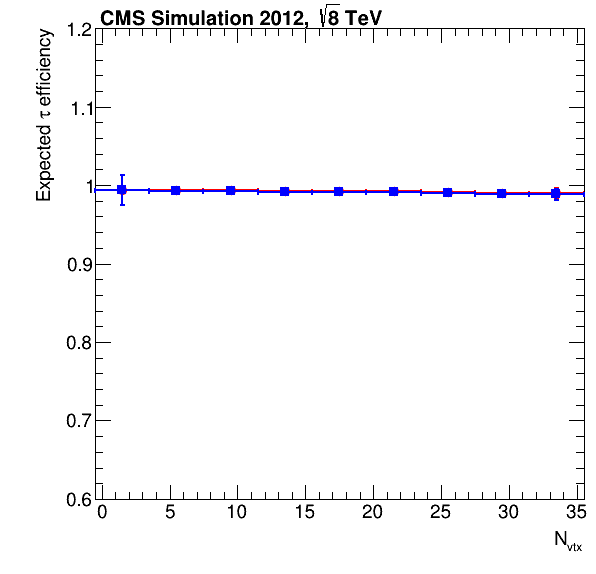 CMS Simulation 2012, √8 TeV
Expected τ efficiency
1.2
1.1
1
0.9
0.8
0.7
0.6
0 5 10 15 20 25 30 35
N_vtx